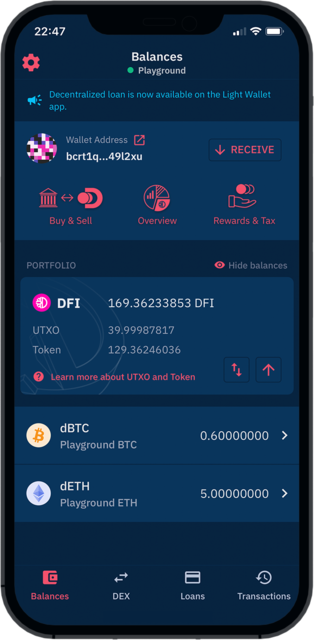 22:47
Balances
Playground
Decentralized loan is now available on the Light Wallet
app.
Wallet Address
bcrt1q...49l2xu
RECEIVE
Buy & Sell
Overview
Rewards & Tax
PORTFOLIO
Hide balances
DFI
169.36233853 DFI
UTXO
39.99987817
Token
129.36246036
Learn more about UTXO and Token
dBTC
Playground BTC
0.60000000
dETH
Playground ETH
5.00000000
Balances
DEX
Loans
Transactions